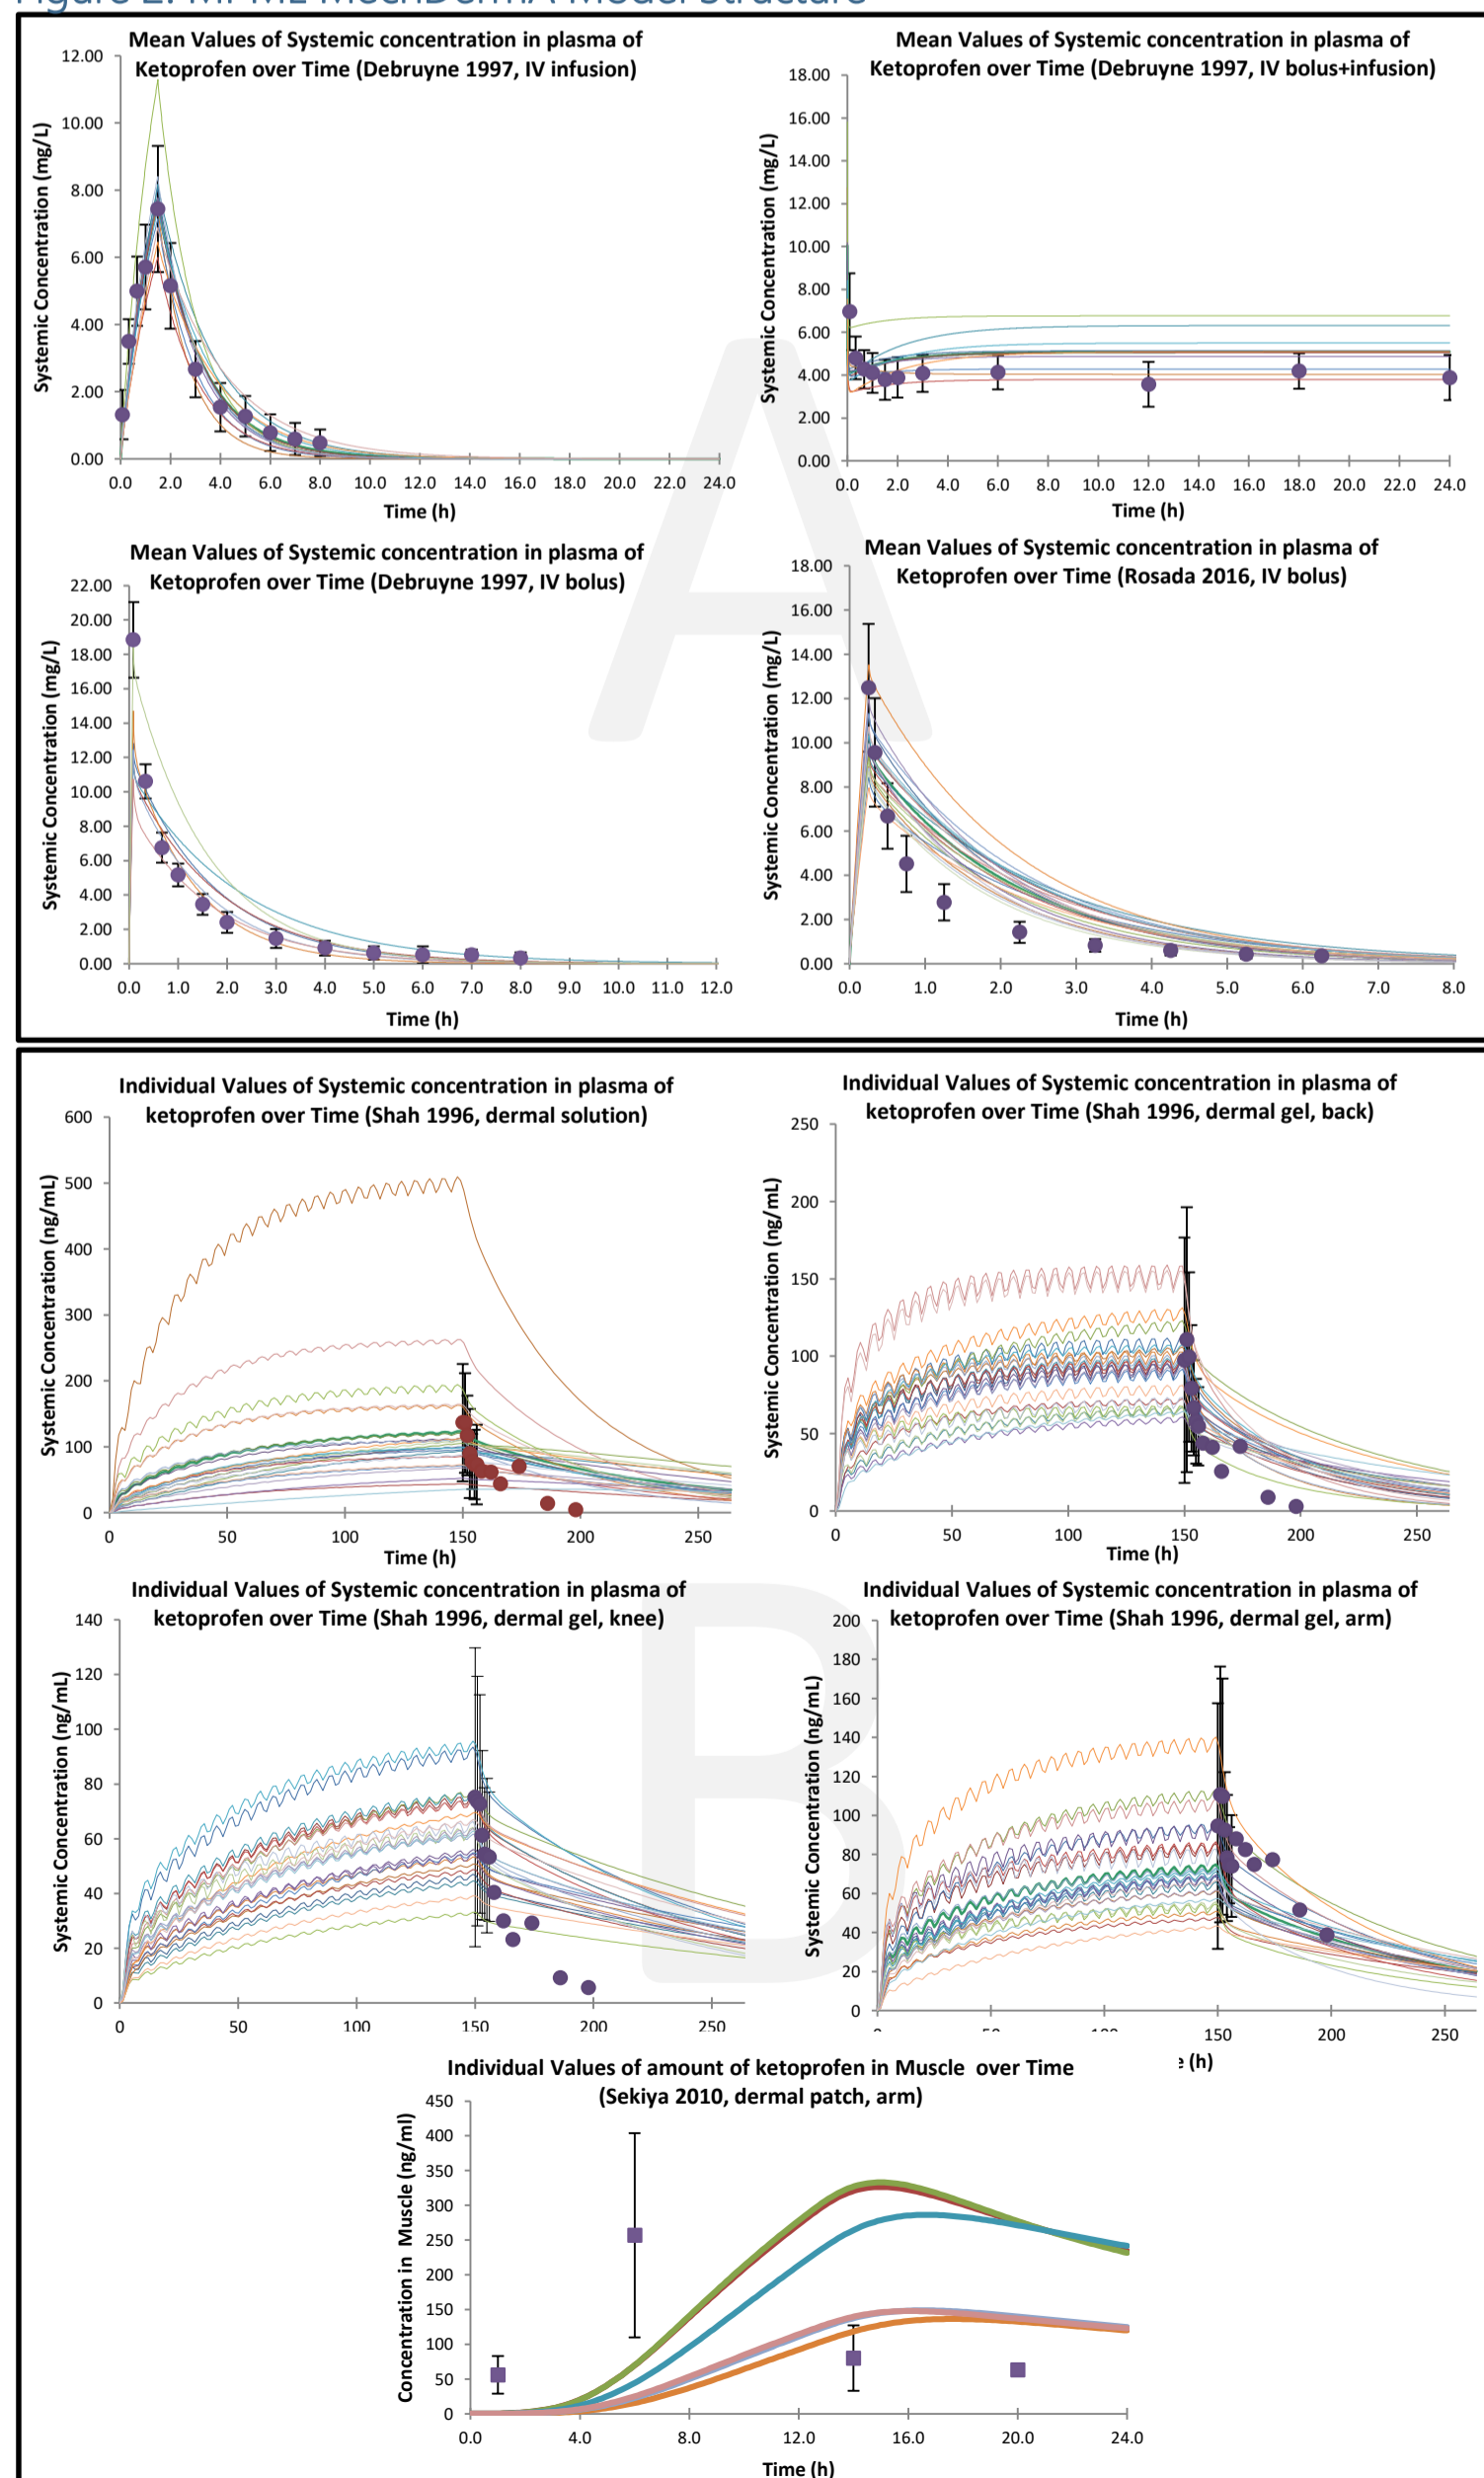 Figure 2. MPML MechDermA Model Structure
Mean Values of Systemic concentration in plasma of
Ketoprofen over Time (Debruyne 1997, IV infusion)
Systemic Concentration (mg/L)
12.00
10.00
8.00
6.00
4.00
2.00
0.00
0.0 2.0 4.0 6.0 8.0 10.0 12.0 14.0 16.0 18.0 20.0 22.0 24.0
Time (h)
Mean Values of Systemic concentration in plasma of
Ketoprofen over Time (Debruyne 1997, IV bolus+infusion)
Systemic Concentration (mg/L)
18.00
16.00
14.00
12.00
10.00
8.00
6.00
4.00
2.00
0.00
0.0 2.0 4.0 6.0 8.0 10.0 12.0 14.0 16.0 18.0 20.0 22.0 24.0
Time (h)
Mean Values of Systemic concentration in plasma of
Ketoprofen over Time (Debruyne 1997, IV bolus)
Systemic Concentration (mg/L)
22.00
20.00
18.00
16.00
14.00
12.00
10.00
8.00
6.00
4.00
2.00
0.00
0.0 1.0 2.0 3.0 4.0 5.0 6.0 7.0 8.0 9.0 10.0 11.0 12.0
Time (h)
Mean Values of Systemic concentration in plasma of
Ketoprofen over Time (Rosada 2016, IV bolus)
Systemic Concentration (mg/L)
18.00
16.00
14.00
12.00
10.00
8.00
6.00
4.00
2.00
0.00
0.0 1.0 2.0 3.0 4.0 5.0 6.0 7.0 8.0
Time (h)
A
Individual Values of Systemic concentration in plasma of
ketoprofen over Time (Shah 1996, dermal solution)
Systemic Concentration (ng/mL)
600
500
400
300
200
100
0
0 50 100 150 200 250
Time (h)
Individual Values of Systemic concentration in plasma of
ketoprofen over Time (Shah 1996, dermal gel, back)
Systemic Concentration (ng/mL)
250
200
150
100
50
0
0 50 100 150 200 250
Time (h)
Individual Values of Systemic concentration in plasma of
ketoprofen over Time (Shah 1996, dermal gel, knee)
Systemic Concentration (ng/mL)
140
120
100
80
60
40
20
0
0 50 100 150 200 250
Individual Values of Systemic concentration in plasma of
ketoprofen over Time (Shah 1996, dermal gel, arm)
Systemic Concentration (ng/mL)
200
180
160
140
120
100
80
60
40
20
0
150 200 250
(h)
B
Individual Values of amount of ketoprofen in Muscle over Time
(Sekiya 2010, dermal patch, arm)
Concentration in Muscle (ng/ml)
450
400
350
300
250
200
150
100
50
0
0.0 4.0 8.0 12.0 16.0 20.0 24.0
Time (h)